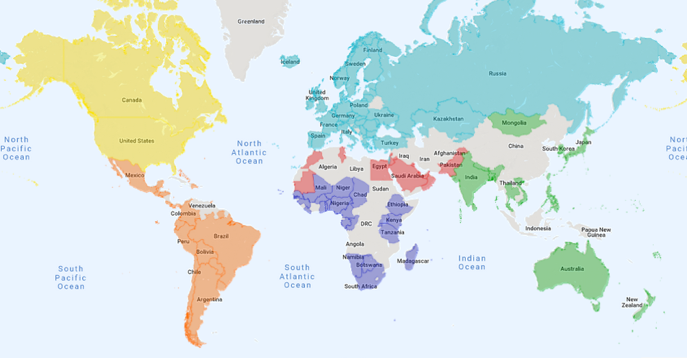 Greenland
Iceland
Finland
Sweden
Norway
Russia
United
Kingdom
Poland
Germany
Ukraine
France
Kazakhstan
Italy
Spain
Turkey
Mongolia
Canada
United States
North
Pacific
Ocean
North
Atlantic
Ocean
North
Pacific
Ocean
China
South Korea
Japan
Afghanistan
Iraq
Iran
Pakistan
Algeria
Libya
Egypt
Saudi Arabia
India
Thailand
Mexico
Mali
Niger
Chad
Sudan
Nigeria
Ethiopia
Venezuela
Colombia
DRC
Kenya
Tanzania
Indonesia
Papua New
Guinea
Peru
Brazil
Bolivia
Angola
Namibia
Botswana
Madagascar
Indian
Ocean
South
Pacific
Ocean
South
Atlantic
Ocean
Chile
Argentina
South Africa
Australia
New
Zealand